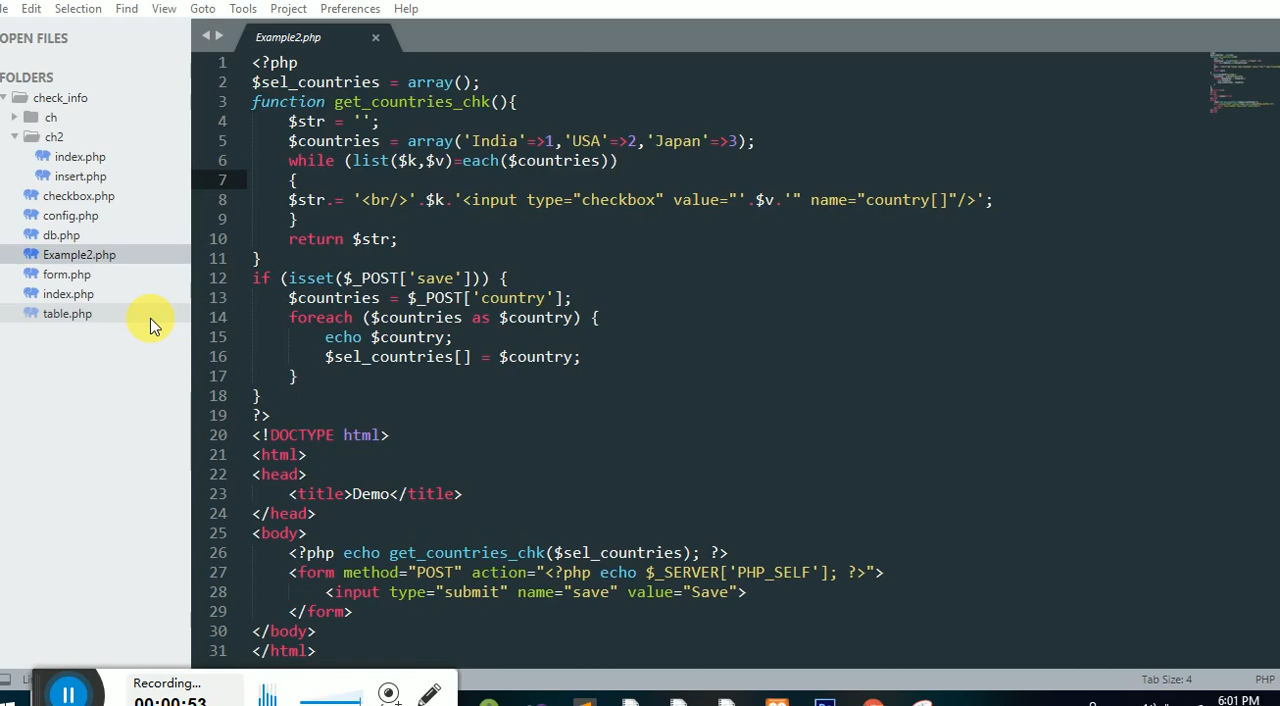 Edit Selection Find View Goto Tools Project Preferences Help
OPEN FILES
FOLDERS
check_info
ch
ch2
index.php
insert.php
checkbox.php
config.php
db.php
Example2.php
form.php
index.php
table.php
Example2.php ×
1 <?php
2 $sel_countries = array();
3 function get_countries_chk(){
4 $str = '';
5 $countries = array('India'=>1,'USA'=>2,'Japan'=>3);
6 while (list($k,$v)=each($countries))
7 {
8 $str.= '<br/>'.$k.'<input type="checkbox" value="'.$v.'" name="country[]"/>';
9 }
10 return $str;
11 }
12 if (isset($_POST['save'])) {
13 $countries = $_POST['country'];
14 foreach ($countries as $country) {
15 echo $country;
16 $sel_countries[] = $country;
17 }
18 }
19 ?>
20 <!DOCTYPE html>
21 <html>
22 <head>
23 <title>Demo</title>
24 </head>
25 <body>
26 <?php echo get_countries_chk($sel_countries); ?>
27 <form method="POST" action="<?php echo $_SERVER['PHP_SELF']; ?>">
28 <input type="submit" name="save" value="Save">
29 </form>
30 </body>
31 </html>
Tab Size: 4 PHP
Recording...
00:00:53
6:01 PM